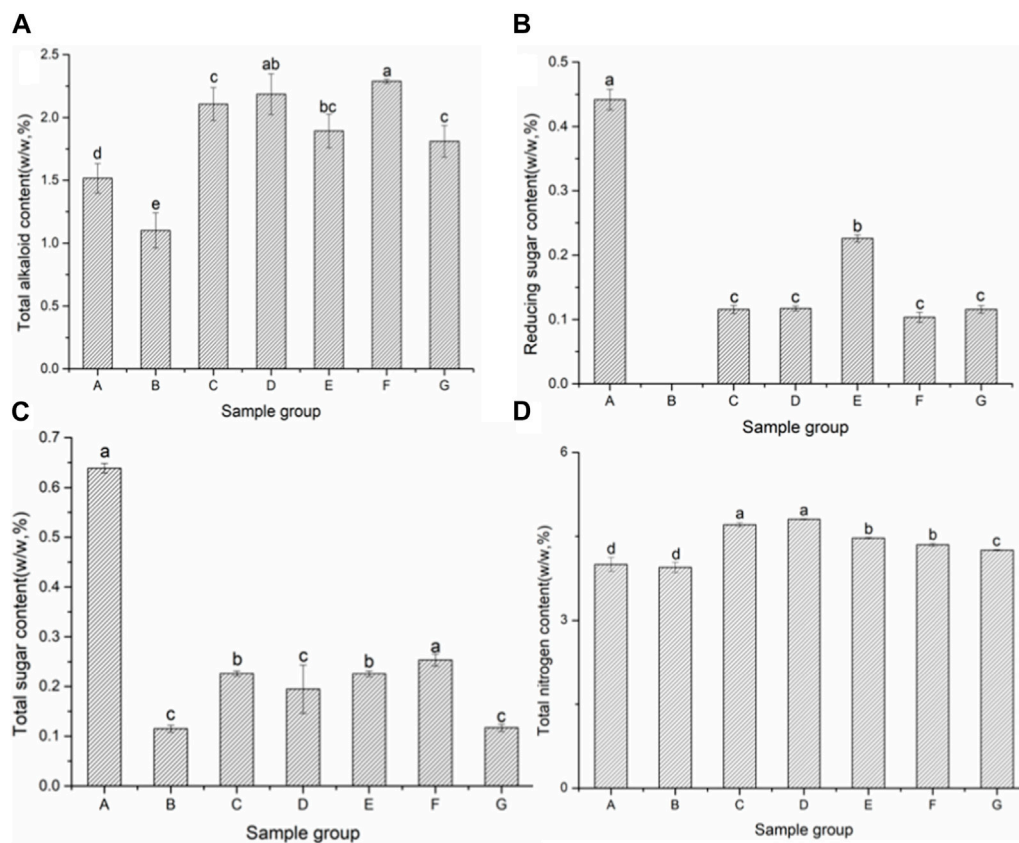 A
Total alkaloid content(w/w,%)
2.5
2.0
1.5
1.0
0.5
0.0
d
e
c
ab
bc
a
c
A B C D E F G
Sample group
B
Reducing sugar content(w/w,%)
0.5
0.4
0.3
0.2
0.1
0.0
a
c
c
b
c
c
A B C D E F G
Sample group
C
Total sugar content(w/w,%)
0.7
0.6
0.5
0.4
0.3
0.2
0.1
0.0
a
c
b
c
b
a
c
A B C D E F G
Sample group
D
Total nitrogen content(w/w,%)
6
4
2
0
d
d
a
a
b
b
c
A B C D E F G
Sample group